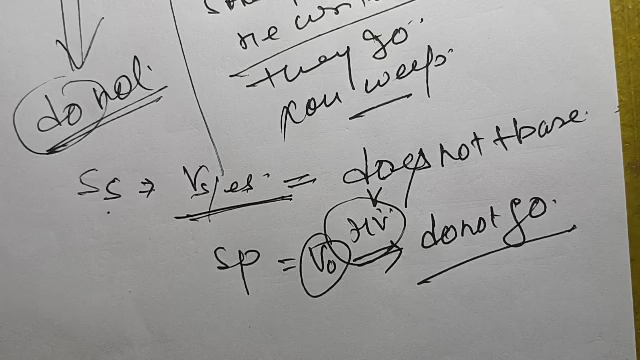 he
they go.
you weep.
do not.
Ss → Vs/es. = does not + base.
HV.
Sp = V0 → do not go.